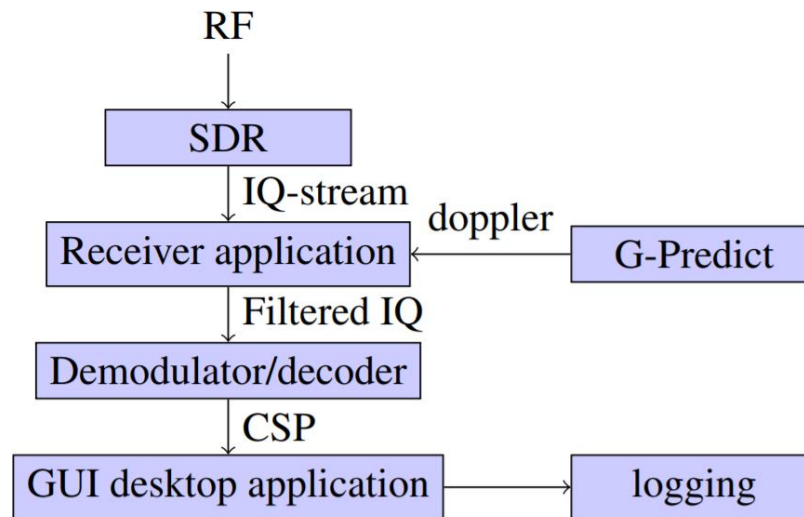 RF
SDR
IQ-stream
doppler
Receiver application
G-Predict
Filtered IQ
Demodulator/decoder
CSP
GUI desktop application
logging